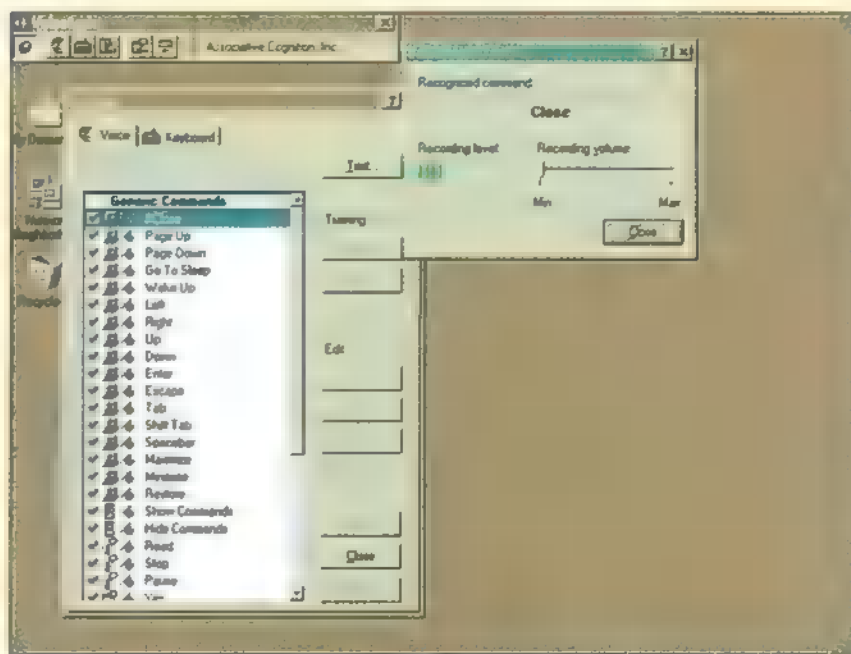 Associative Cognition, Inc.
Voice
Keyboard
Test...
Generic Commands
Close
Page Up
Page Down
Go To Sleep
Wake Up
Left
Right
Up
Down
Enter
Escape
Tab
Shift Tab
Spacebar
Maximize
Minimize
Restore
Show Commands
Hide Commands
Read
Stop
Pause
Training
Edit
Close
Recognized command
Close
Recording level
Recording volume
Min
Max
Close
Recycle